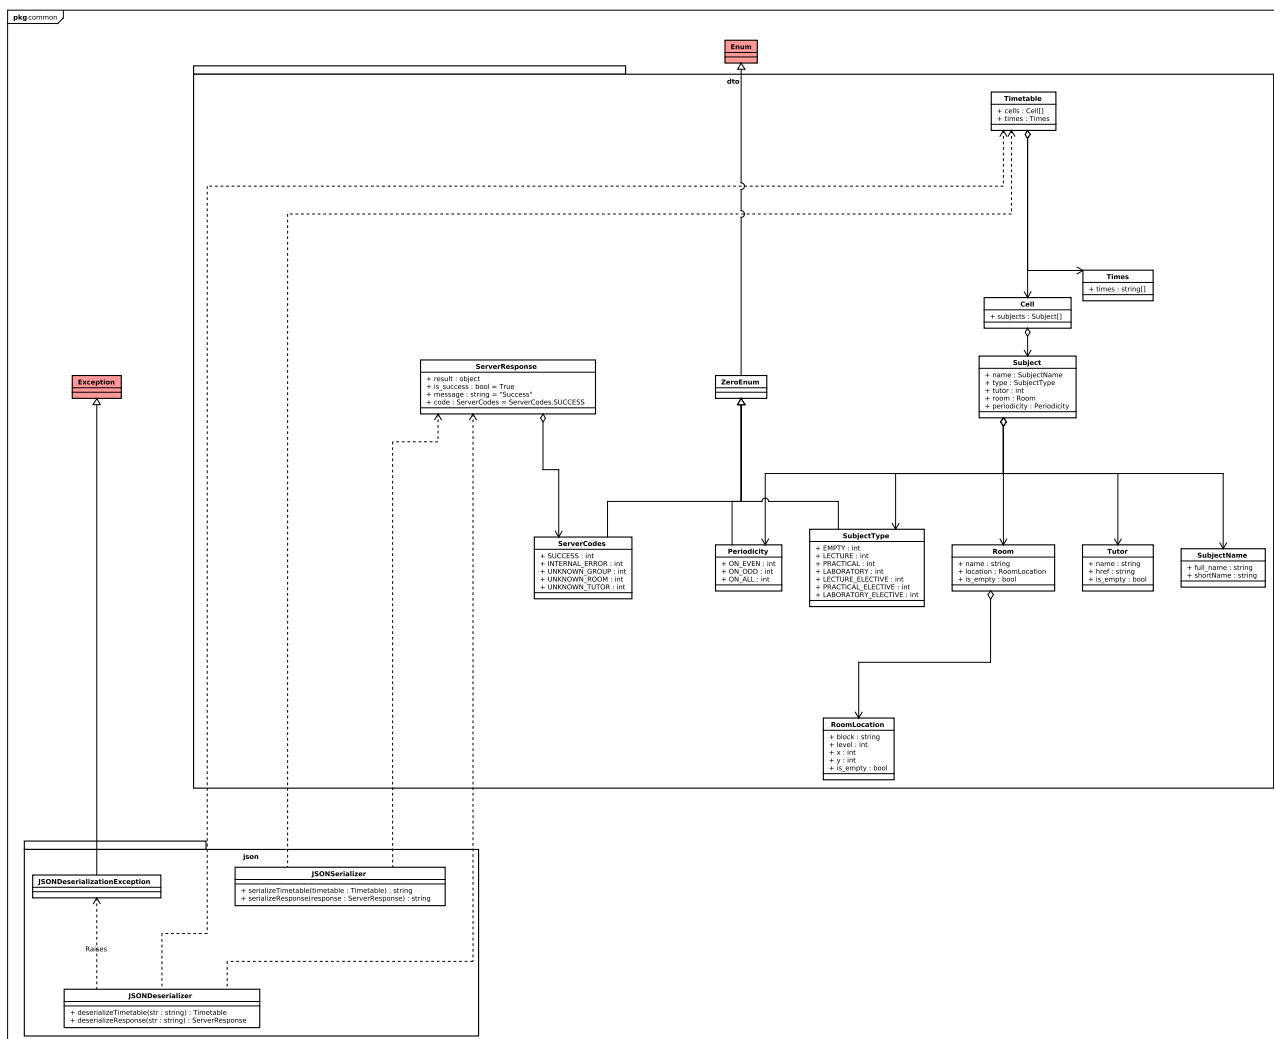 pkg common
Enum
dto
Timetable
+ cells : Cell[]
+ times : Times
Times
+ times : string[]
Cell
+ subjects : Subject[]
Subject
+ name : SubjectName
+ type : SubjectType
+ tutor : int
+ room : Room
+ periodicity : Periodicity
ServerResponse
+ result : object
+ is_success : bool = True
+ message : string = "Success"
+ code : ServerCodes = ServerCodes.SUCCESS
ZeroEnum
Exception
ServerCodes
+ SUCCESS : int
+ INTERNAL_ERROR : int
+ UNKNOWN_GROUP : int
+ UNKNOWN_ROOM : int
+ UNKNOWN_TUTOR : int
Periodicity
+ ON_EVEN : int
+ ON_ODD : int
+ ON_ALL : int
SubjectType
+ EMPTY : int
+ LECTURE : int
+ PRACTICAL : int
+ LABORATORY : int
+ LECTURE_ELECTIVE : int
+ PRACTICAL_ELECTIVE : int
+ LABORATORY_ELECTIVE : int
Room
+ name : string
+ location : RoomLocation
+ is_empty : bool
Tutor
+ name : string
+ href : string
+ is_empty : bool
SubjectName
+ full_name : string
+ shortName : string
RoomLocation
+ block : string
+ level : int
+ x : int
+ y : int
+ is_empty : bool
json
JSONDeserializationException
JSONSerializer
+ serializeTimetable(timetable : Timetable) : string
+ serializeResponse(response : ServerResponse) : string
Raises
JSONDeserializer
+ deserializeTimetable(str : string) : Timetable
+ deserializeResponse(str : string) : ServerResponse